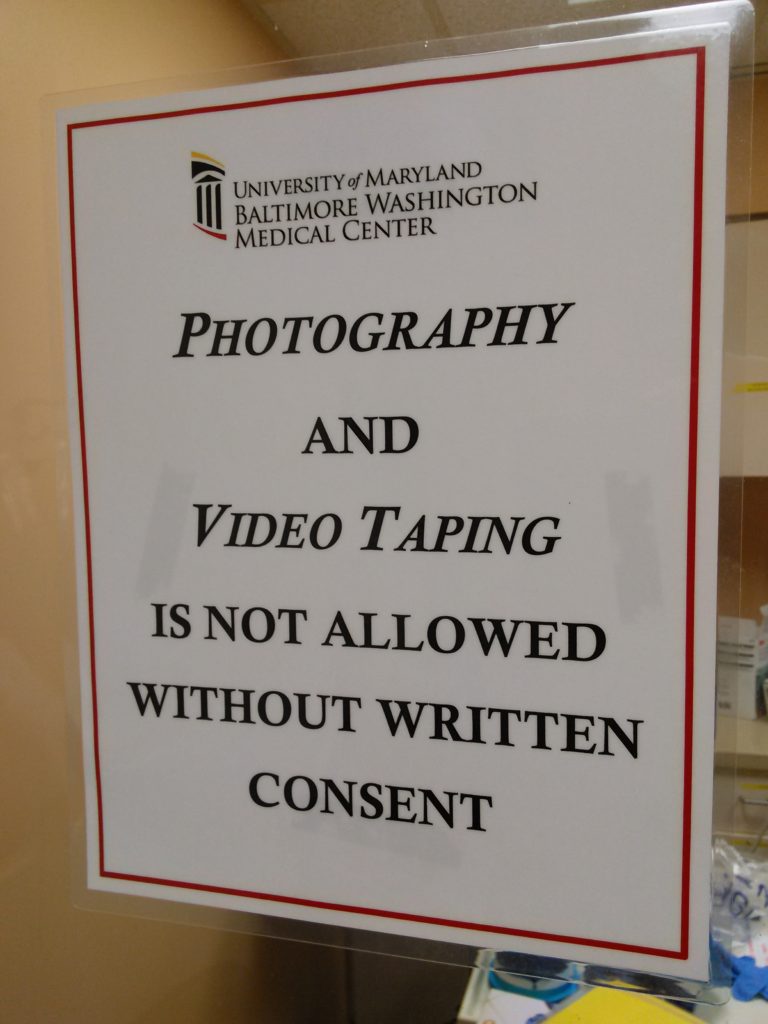 UNIVERSITY of MARYLAND
BALTIMORE WASHINGTON
MEDICAL CENTER
PHOTOGRAPHY
AND
VIDEO TAPING
IS NOT ALLOWED
WITHOUT WRITTEN
CONSENT